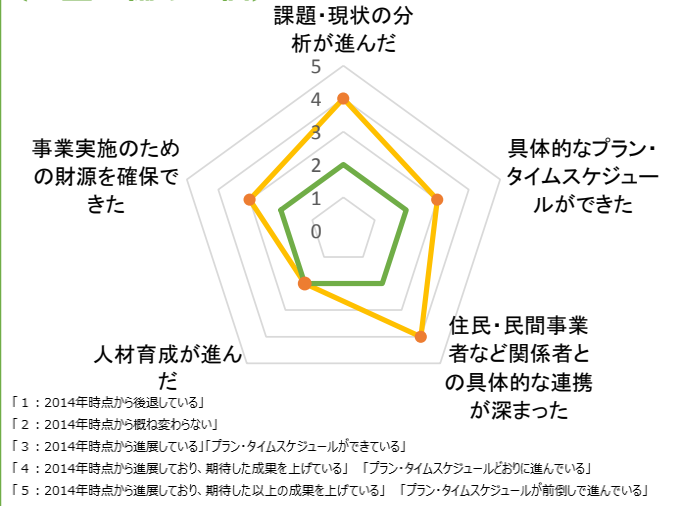 課題・現状の分
析が進んだ
5
4
3
2
1
0
事業実施のため
の財源を確保で
きた
具体的なプラン・
タイムスケジュー
ルができた
住民・民間事業
者など関係者と
の具体的な連携
が深まった
人材育成が進ん
だ
「1：2014年時点から後退している」
「2：2014年時点から概ね変わらない」
「3：2014年時点から進展している」「プラン・タイムスケジュールができている」
「4：2014年時点から進展しており、期待した成果を上げている」 「プラン・タイムスケジュールどおりに進んでいる」
「5：2014年時点から進展しており、期待した以上の成果を上げている」 「プラン・タイムスケジュールが前倒しで進んでいる」